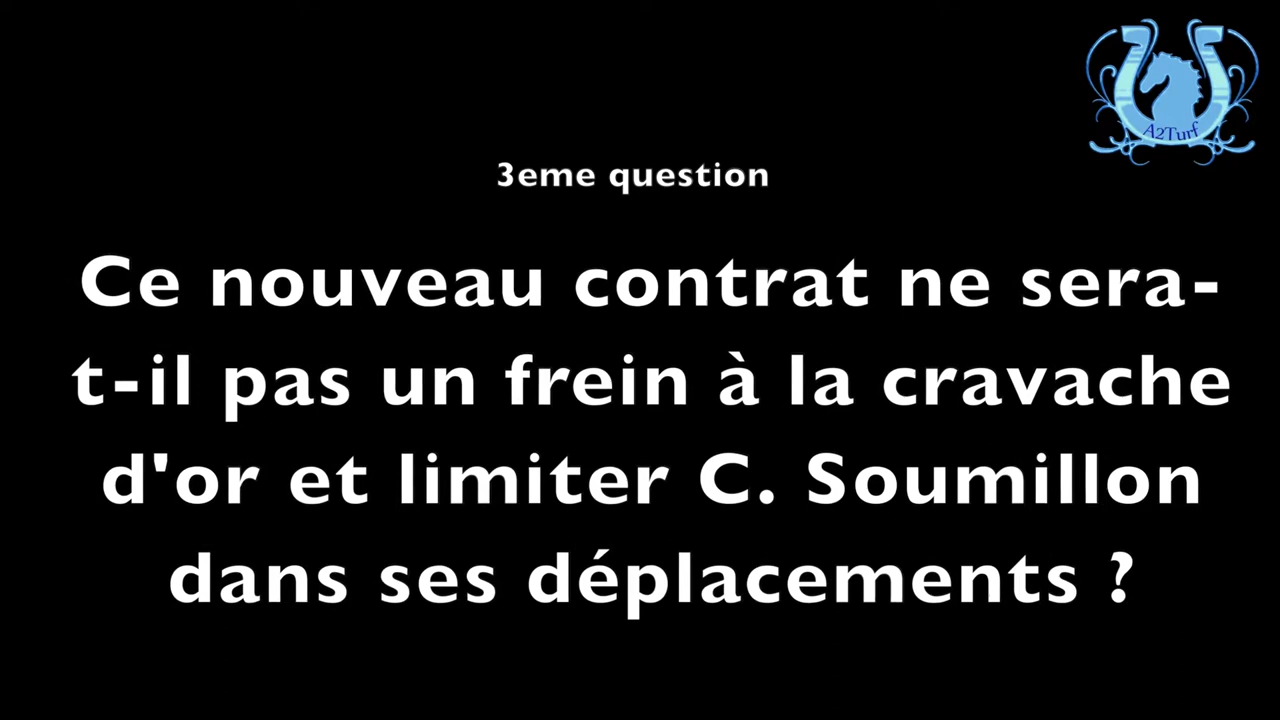 A2Turf
3eme question
Ce nouveau contrat ne sera-
t-il pas un frein à la cravache
d'or et limiter C. Soumillon
dans ses déplacements ?